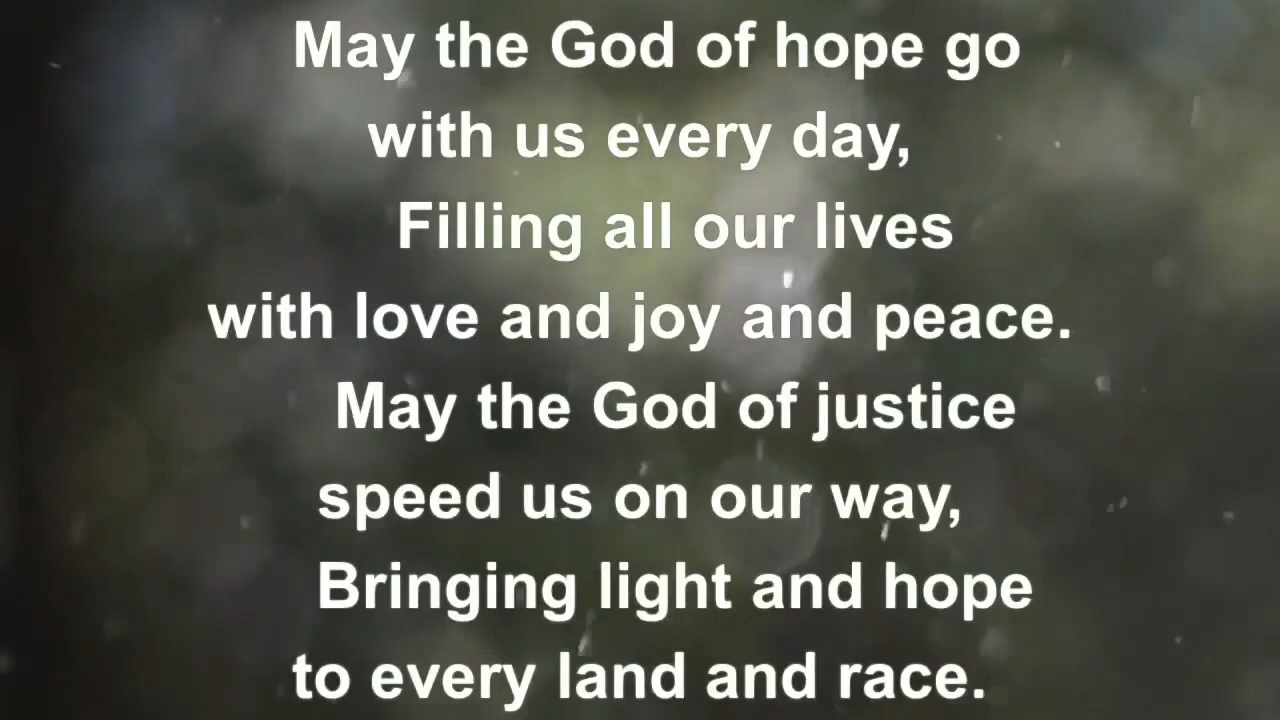 May the God of hope go
with us every day,
Filling all our lives
with love and joy and peace.
May the God of justice
speed us on our way,
Bringing light and hope
to every land and race.